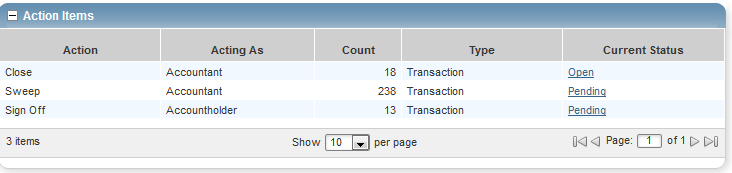 Action Items
Action Acting As Count Type Current Status
Close Accountant 18 Transaction Open
Sweep Accountant 238 Transaction Pending
Sign Off Accountholder 13 Transaction Pending
3 items Show 10 per page Page: 1 of 1